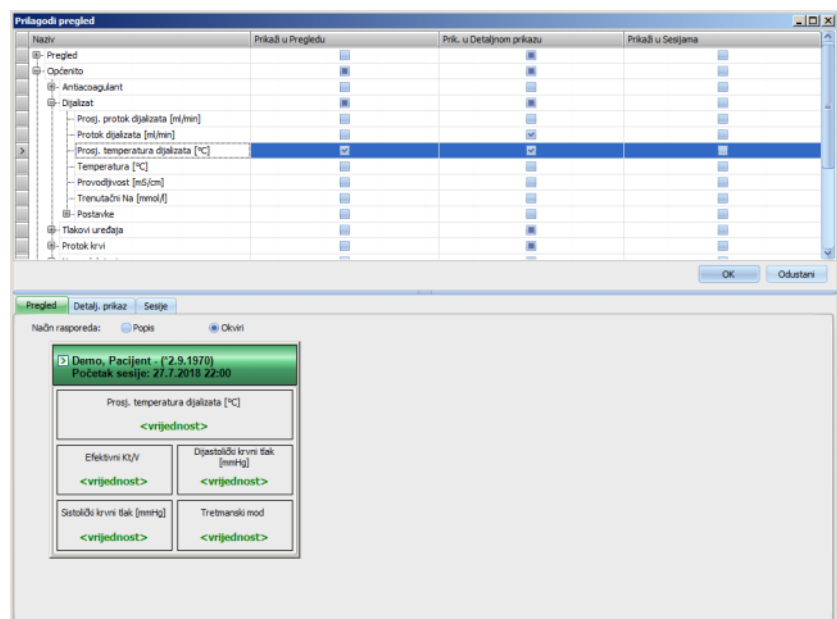 Prilagodi pregled
Naziv Prikaži u Pregledu Prik. u Detaljnom prikazu Prikaži u Sesijama
Pregled
Općenito
Antiacoagulant
Dijalizat
Prosj. protok dijalizata [ml/min]
Protok dijalizata [ml/min]
Prosj. temperatura dijalizata [°C]
Temperatura [°C]
Provodljivost [mS/cm]
Trenutačni Na [mmol/l]
Postavke
Tlakovi uređaja
Protok krvi
OK Odustani
Pregled Detalj. prikaz Sesije
Način rasporeda: Popis Okviri
Demo, Pacijent - (*2.9.1970)
Početak sesije: 27.7.2018 22:00
Prosj. temperatura dijalizata [°C]
<vrijednost>
Efektivni Kt/V Dijastolički krvni tlak
[mmHg]
<vrijednost> <vrijednost>
Sistolički krvni tlak [mmHg] Tretmanski mod
<vrijednost> <vrijednost>